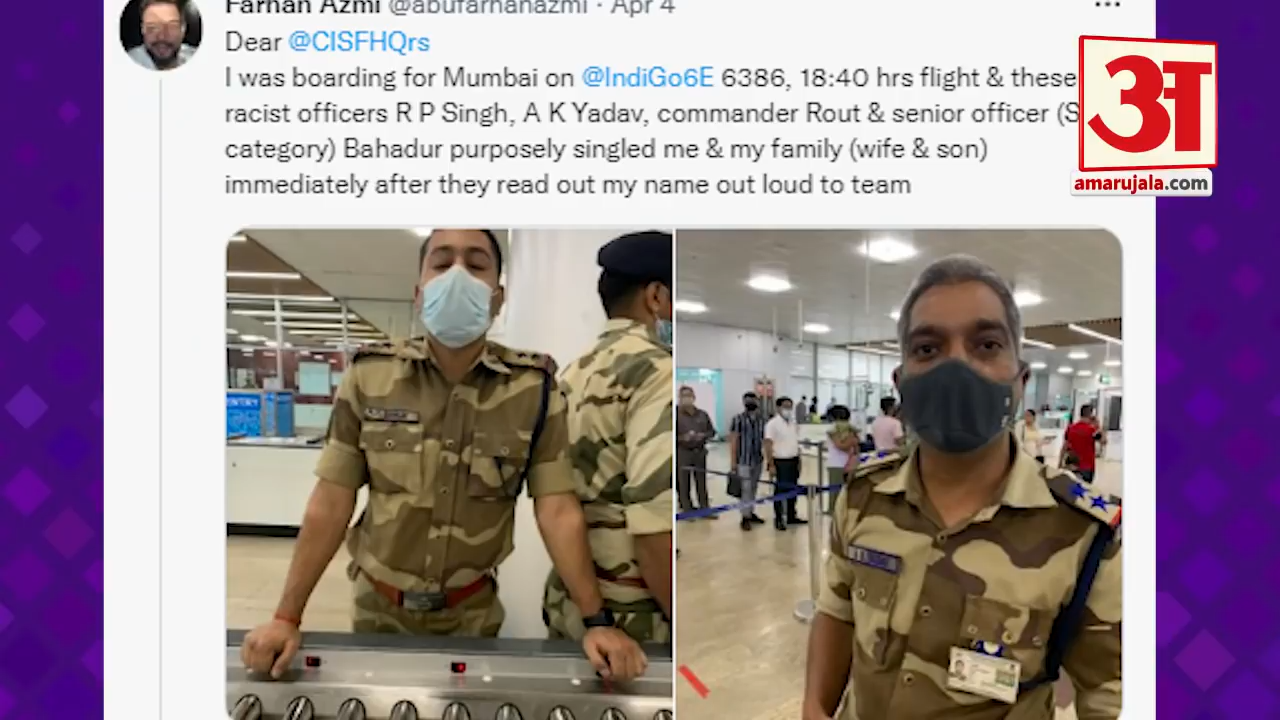 Farhan Azmi @abufarhanazmi · Apr 4
Dear @CISFHQrs
I was boarding for Mumbai on @IndiGo6E 6386, 18:40 hrs flight & these
racist officers R P Singh, A K Yadav, commander Rout & senior officer (S
category) Bahadur purposely singled me & my family (wife & son)
immediately after they read out my name out loud to team
अ
amarujala.com
ENTRY